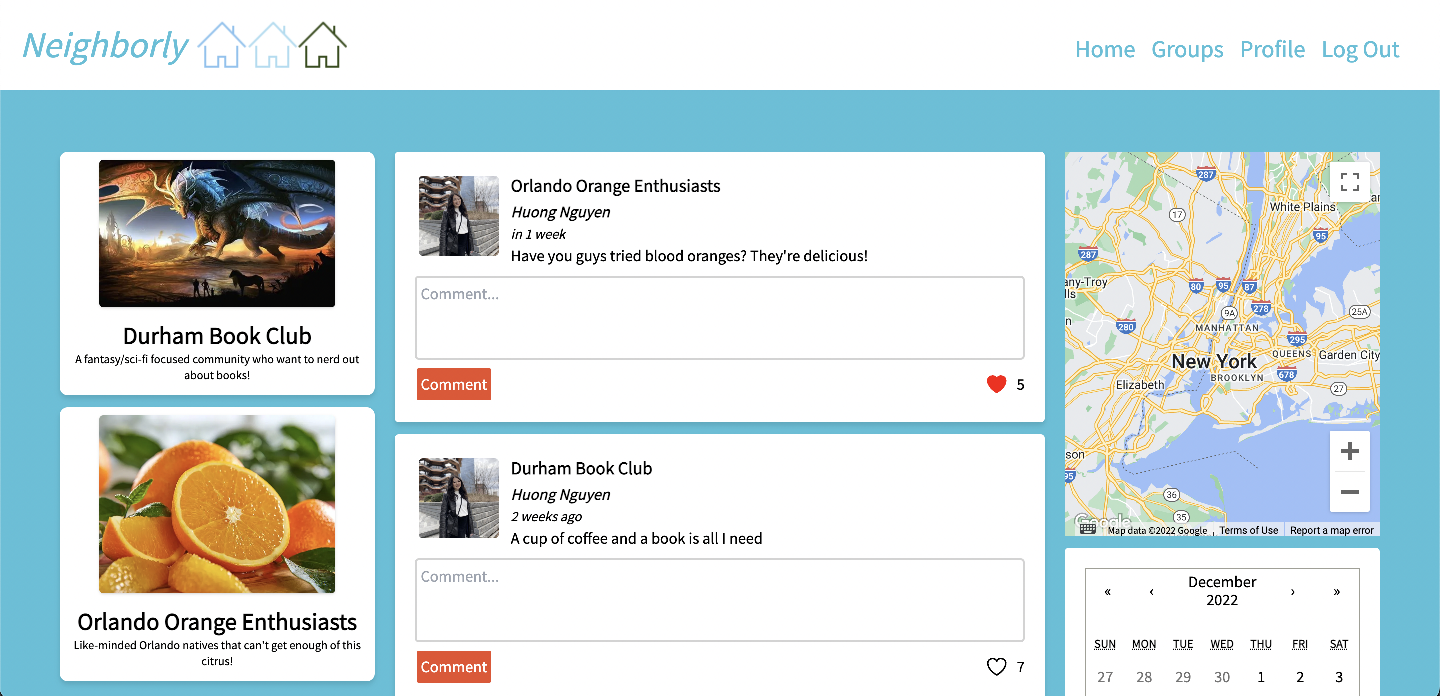 Neighborly
Home Groups Profile Log Out
Durham Book Club
A fantasy/sci-fi focused community who want to nerd out
about books!
Orlando Orange Enthusiasts
Like-minded Orlando natives that can't get enough of this
citrus!
Orlando Orange Enthusiasts
Huong Nguyen
in 1 week
Have you guys tried blood oranges? They're delicious!
Comment...
Comment
5
Durham Book Club
Huong Nguyen
2 weeks ago
A cup of coffee and a book is all I need
Comment...
Comment
7
287
17
White Plains
95
287
any-Troy
lls
80 95 87
9A 278
25A
n
280
MANHATTAN
295
New York
QUEENS Garden City
BROOKLYN 678
Elizabeth
27
son
95
36
35
+
−
Google
Map data ©2022 Google Terms of Use Report a map error
« ‹ December
2022 › »
SUN MON TUE WED THU FRI SAT
27 28 29 30 1 2 3